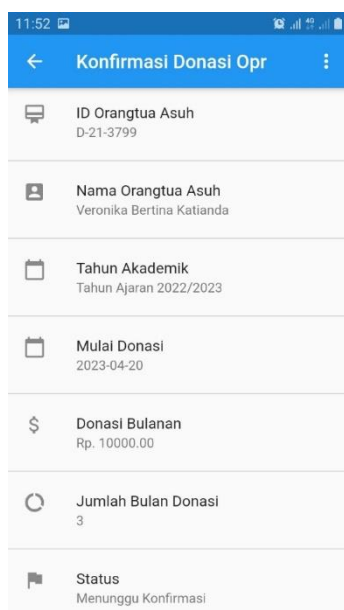 11:52
4G
Konfirmasi Donasi Opr
ID Orangtua Asuh
D-21-3799
Nama Orangtua Asuh
Veronika Bertina Katianda
Tahun Akademik
Tahun Ajaran 2022/2023
Mulai Donasi
2023-04-20
Donasi Bulanan
Rp. 10000.00
Jumlah Bulan Donasi
3
Status
Menunggu Konfirmasi